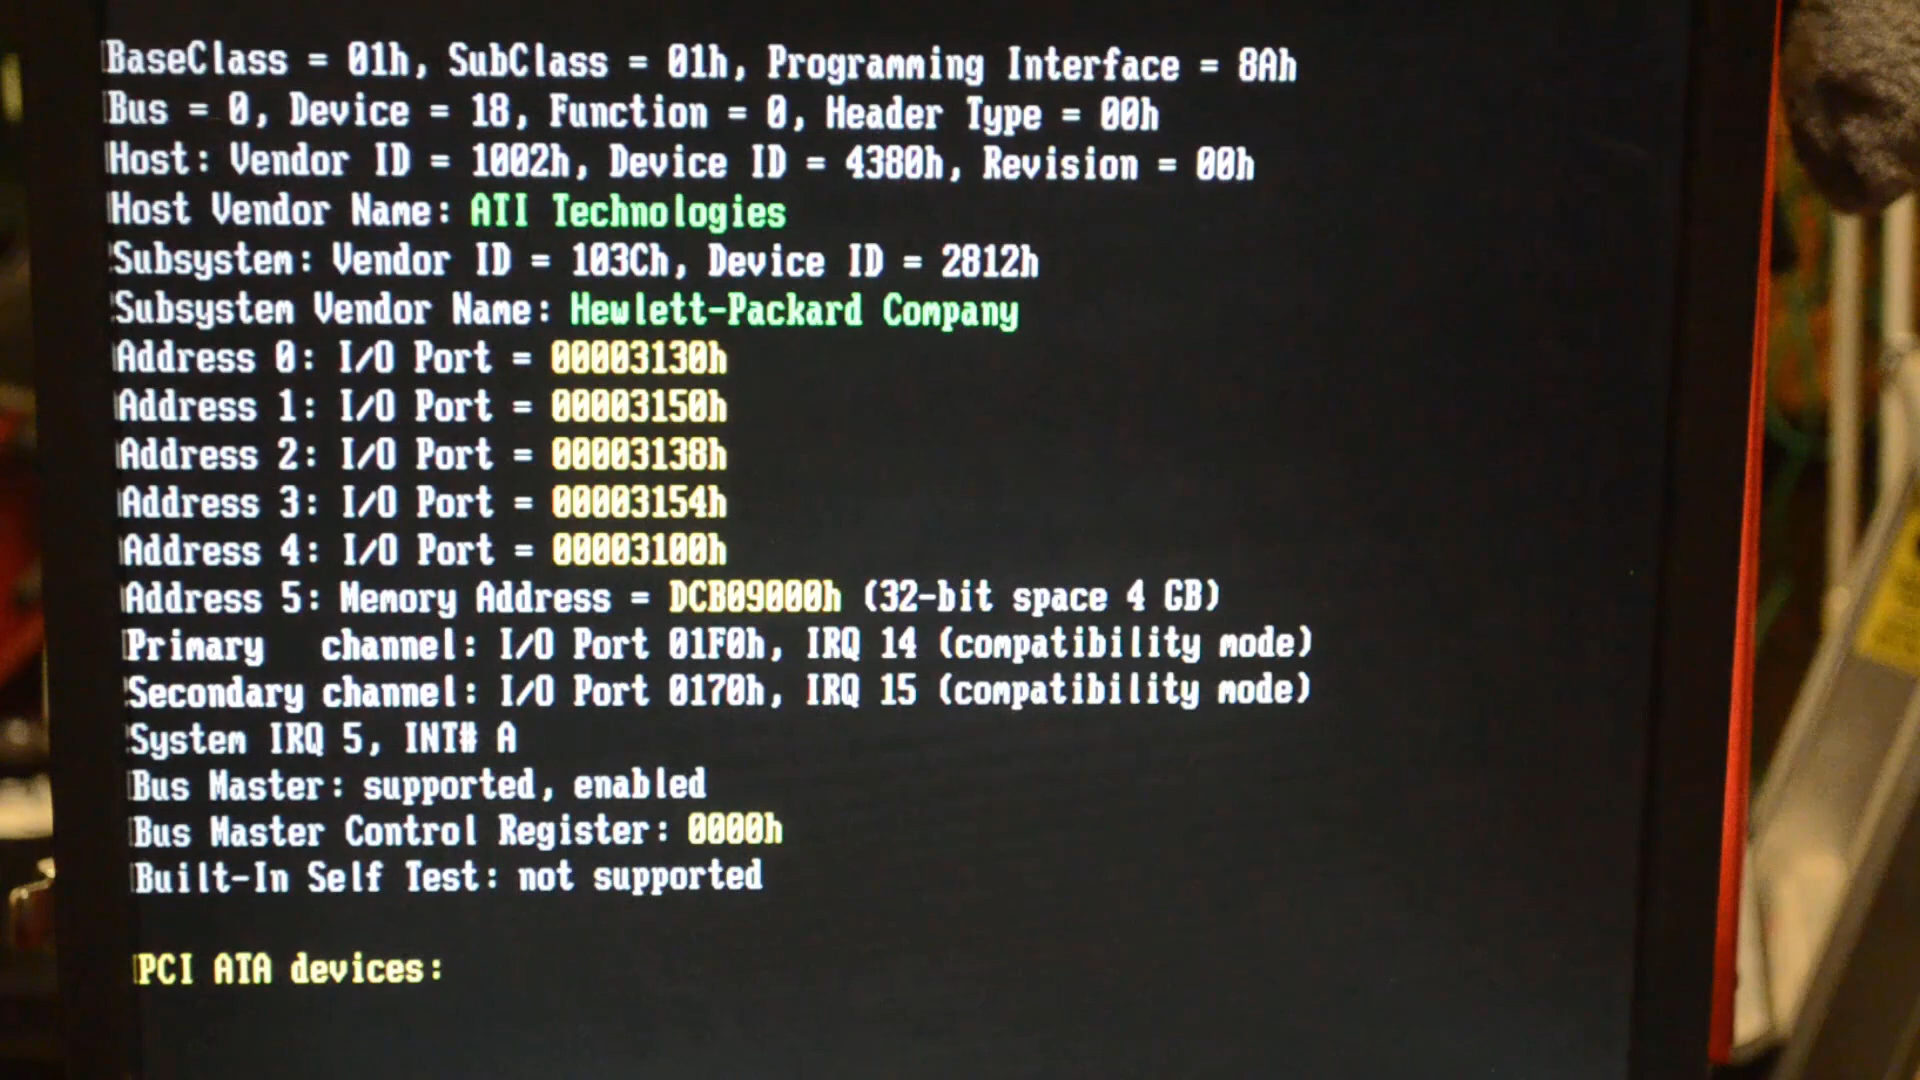 BaseClass = 01h, SubClass = 01h, Programming Interface = 8Ah
Bus = 0, Device = 18, Function = 0, Header Type = 00h
Host: Vendor ID = 1002h, Device ID = 4380h, Revision = 00h
Host Vendor Name: ATI Technologies
Subsystem: Vendor ID = 103Ch, Device ID = 2812h
Subsystem Vendor Name: Hewlett-Packard Company
Address 0: I/O Port = 00003130h
Address 1: I/O Port = 00003150h
Address 2: I/O Port = 00003138h
Address 3: I/O Port = 00003154h
Address 4: I/O Port = 00003100h
Address 5: Memory Address = DCB09000h (32-bit space 4 GB)
Primary   channel: I/O Port 01F0h, IRQ 14 (compatibility mode)
Secondary channel: I/O Port 0170h, IRQ 15 (compatibility mode)
System IRQ 5, INT# A
Bus Master: supported, enabled
Bus Master Control Register: 0000h
Built-In Self Test: not supported
PCI ATA devices: